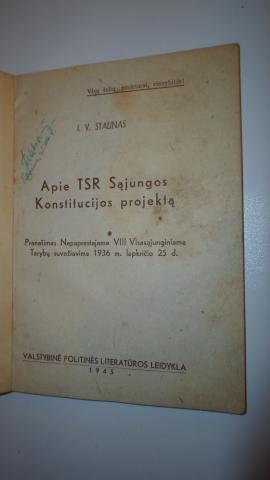 Visų šalių proletarai, vienykitės!
J. V. STALINAS
Apie TSR Sąjungos
Konstitucijos projektą
Pranešimas Nepaprastajame VIII Visasąjunginiame
Tarybų suvažiavime 1936 m. lapkričio 25 d.
VALSTYBINĖ POLITINĖS LITERATŪROS LEIDYKLA
1945